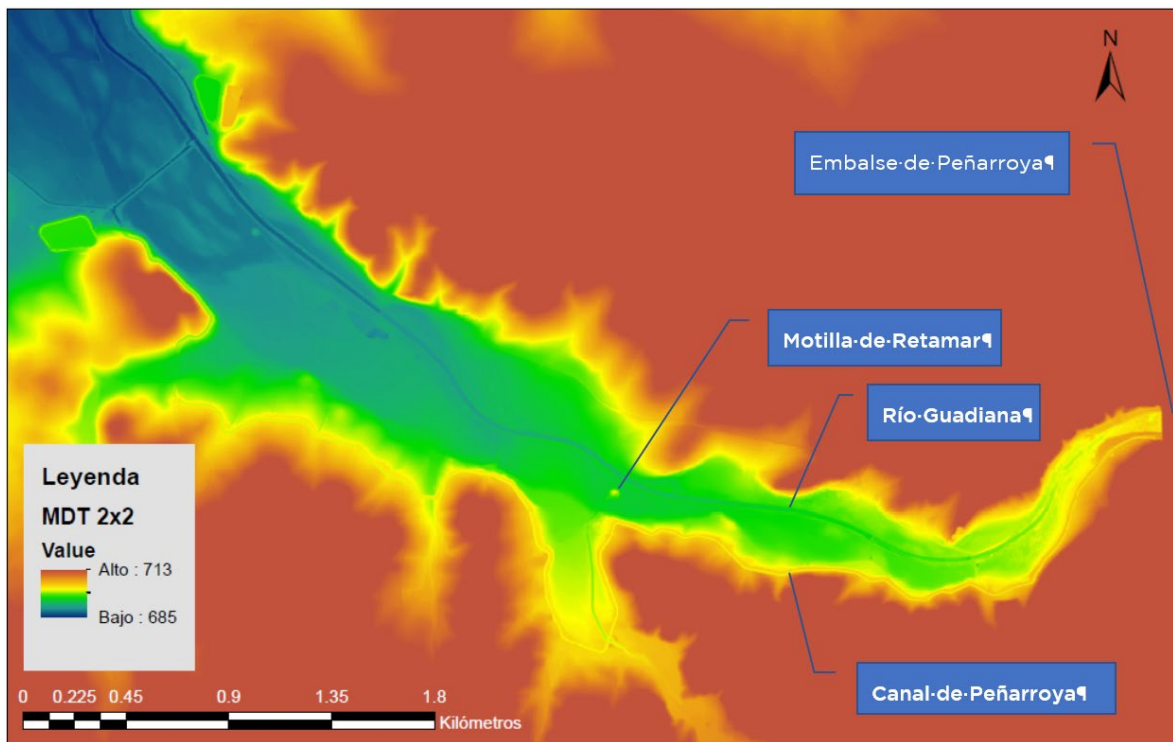 N
Embalse·de·Peñarroya¶
Motilla·de·Retamar¶
Río·Guadiana¶
Canal·de·Peñarroya¶
Leyenda
MDT 2x2
Value
Alto : 713
Bajo : 685
0 0.225 0.45 0.9 1.35 1.8
Kilómetros